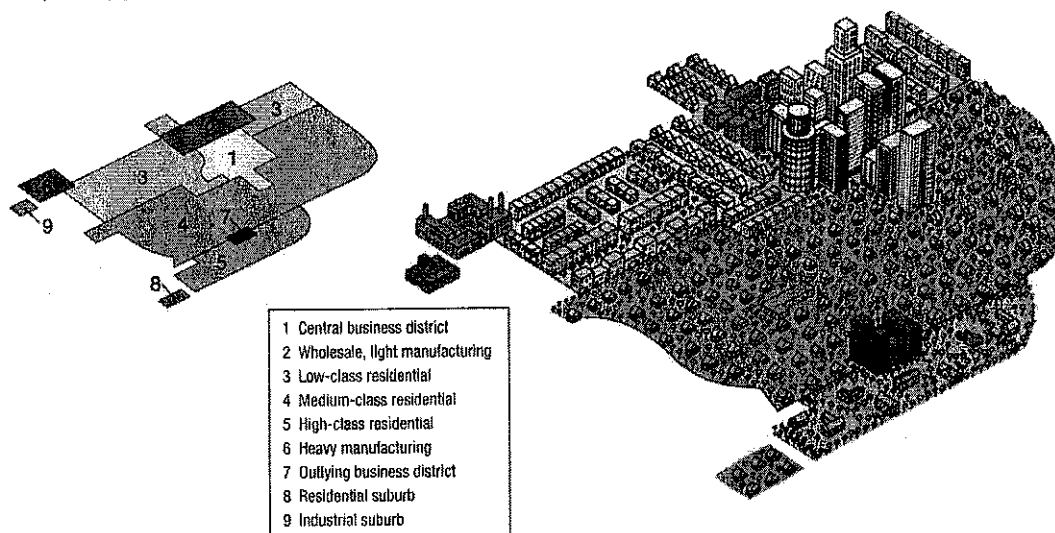 3
1
3
9
4
7
5
8
1 Central business district
2 Wholesale, light manufacturing
3 Low-class residential
4 Medium-class residential
5 High-class residential
6 Heavy manufacturing
7 Outlying business district
8 Residential suburb
9 Industrial suburb